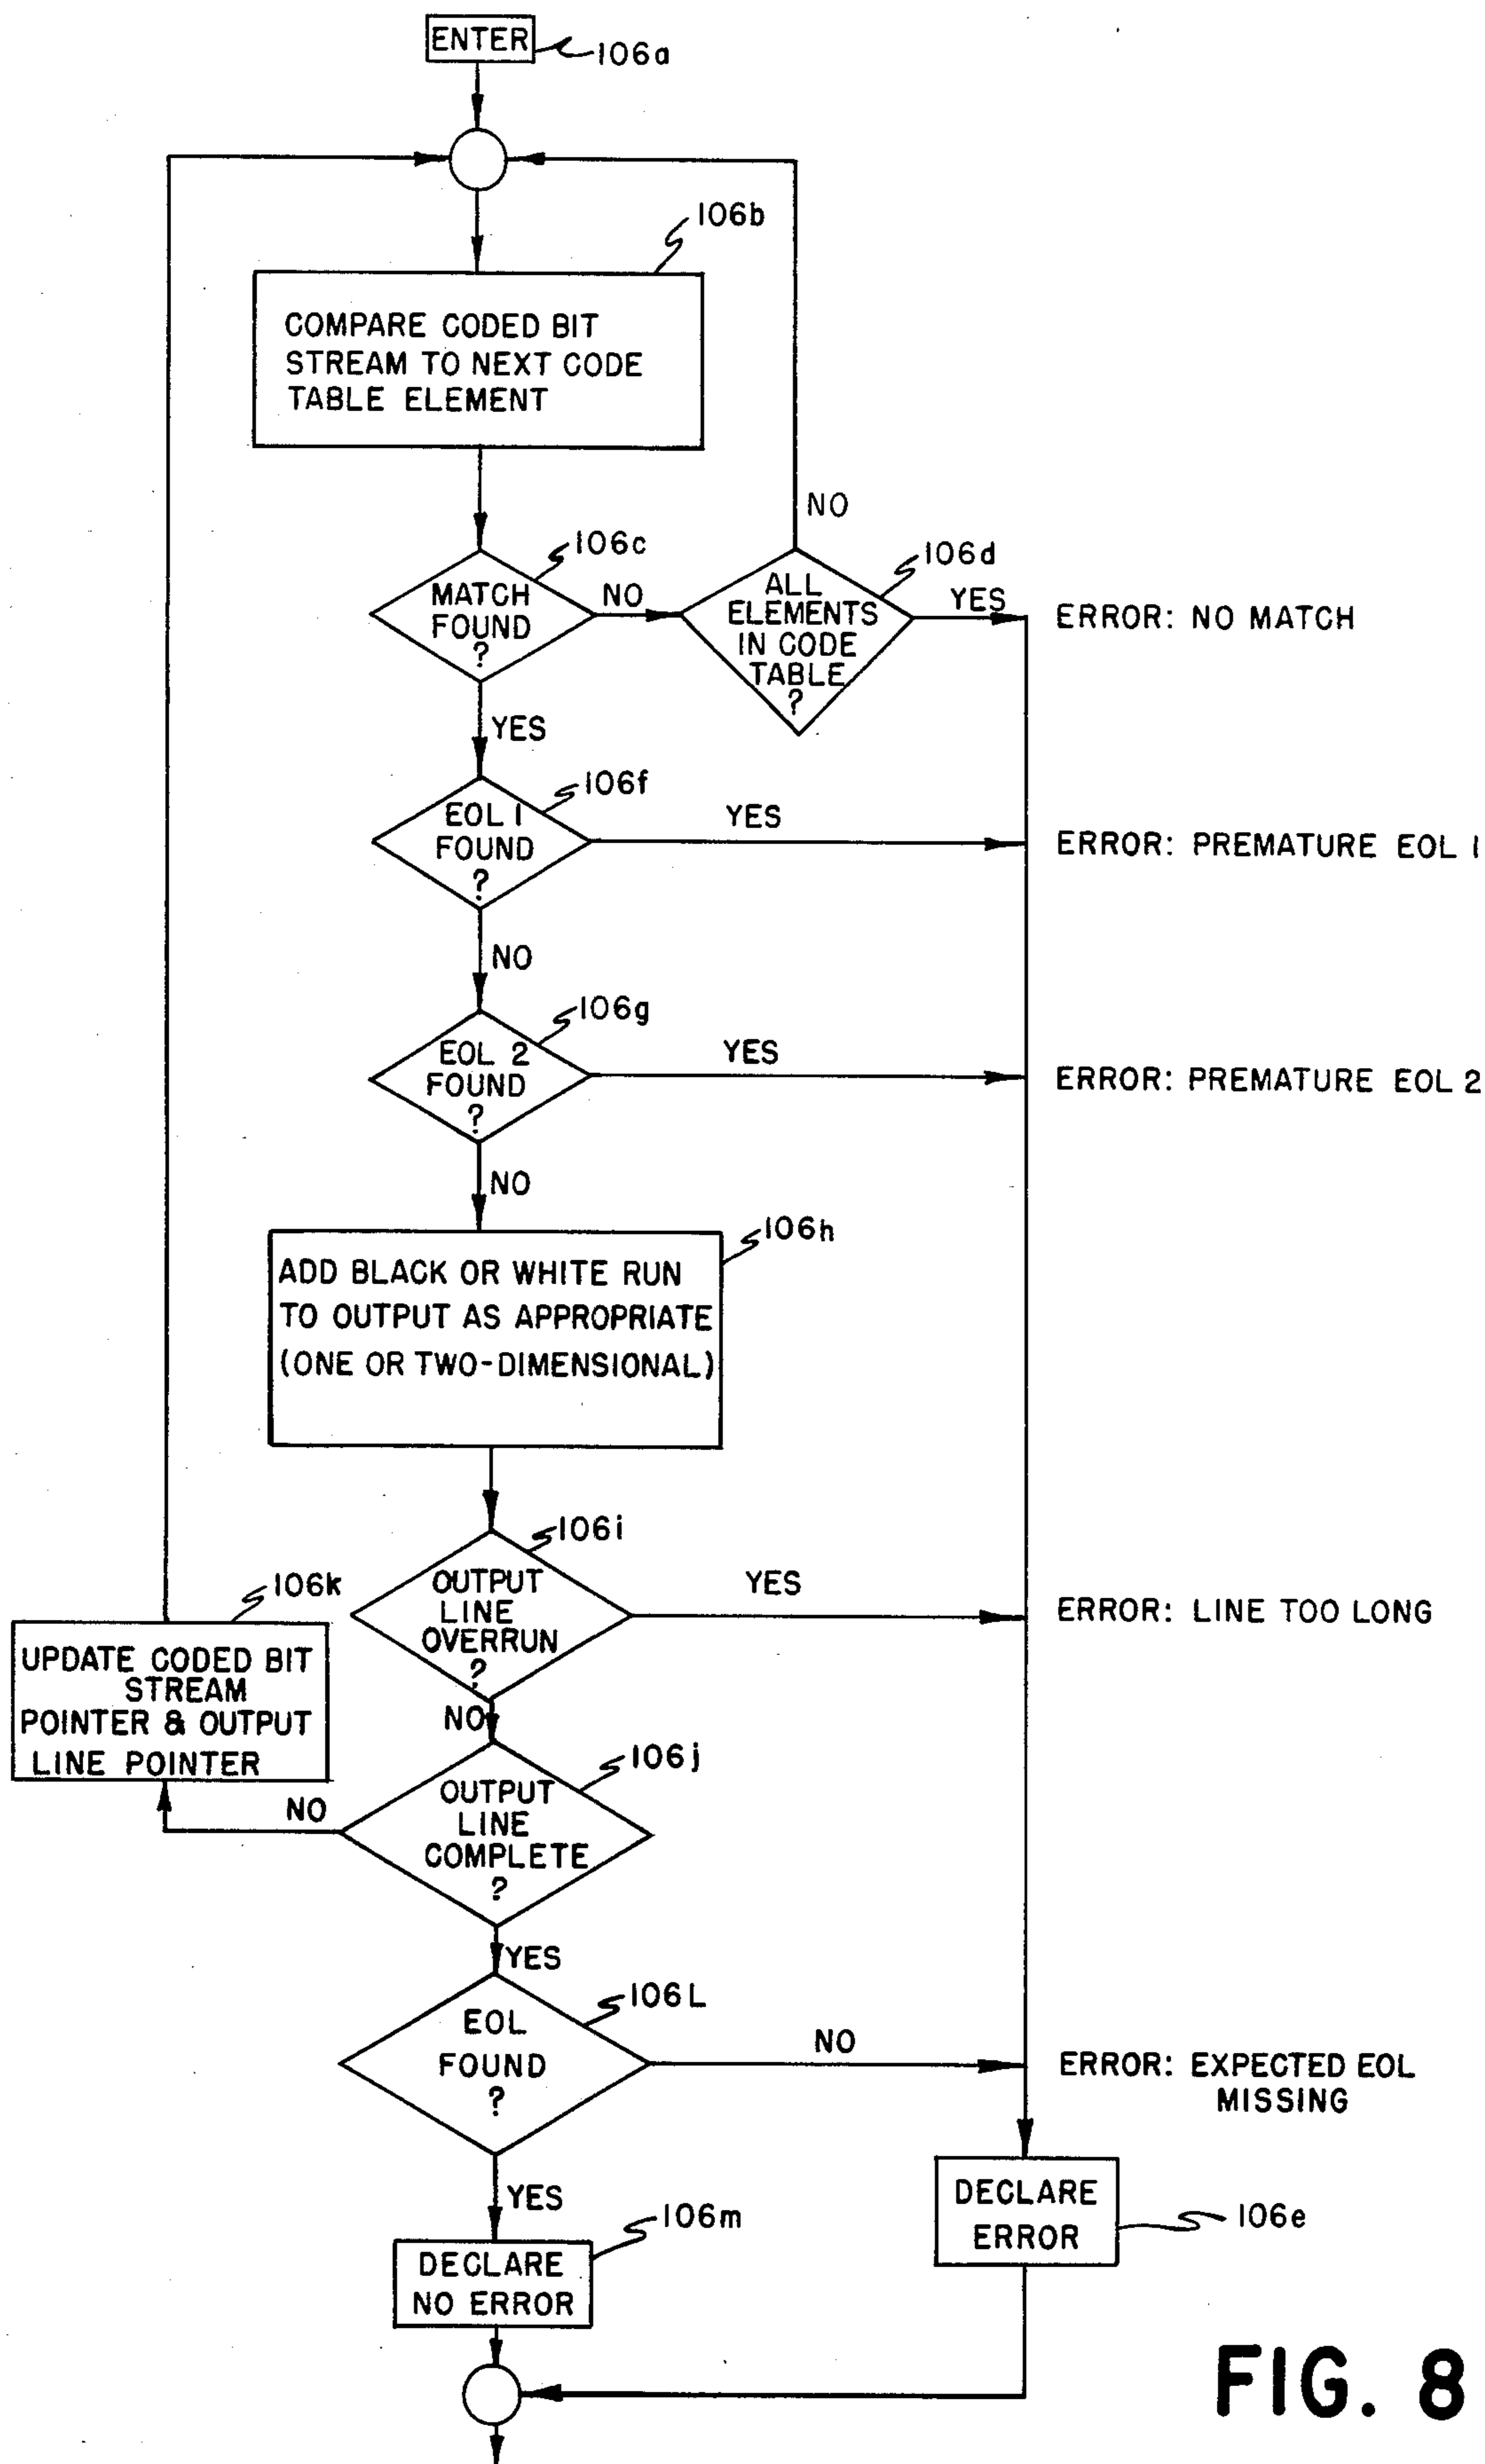 ENTER
106a
106b
COMPARE CODED BIT
STREAM TO NEXT CODE
TABLE ELEMENT
NO
106c
MATCH
FOUND
?
NO
106d
ALL
ELEMENTS
IN CODE
TABLE
?
YES
ERROR: NO MATCH
YES
106f
EOL 1
FOUND
?
YES
ERROR: PREMATURE EOL 1
NO
106g
EOL 2
FOUND
?
YES
ERROR: PREMATURE EOL 2
NO
106h
ADD BLACK OR WHITE RUN
TO OUTPUT AS APPROPRIATE
(ONE OR TWO-DIMENSIONAL)
106i
OUTPUT
LINE
OVERRUN
?
YES
ERROR: LINE TOO LONG
106k
UPDATE CODED BIT
STREAM
POINTER & OUTPUT
LINE POINTER
NO
106j
OUTPUT
LINE
COMPLETE
?
NO
YES
106L
EOL
FOUND
?
NO
ERROR: EXPECTED EOL
MISSING
YES
106m
DECLARE
NO ERROR
DECLARE
ERROR
106e
FIG. 8